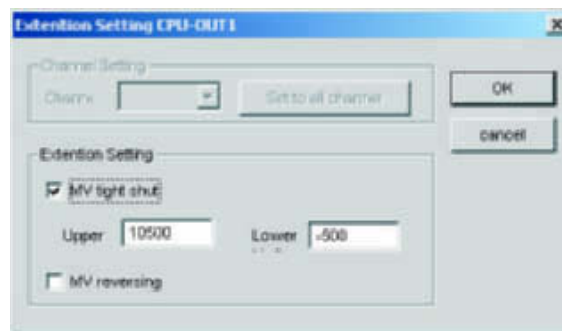 Extention Setting CPU-OUT1
Channel Setting
Channe
Set to all channel
OK
cancel
Extention Setting
MV tight shut
Upper 10500 Lower -500
MV reversing